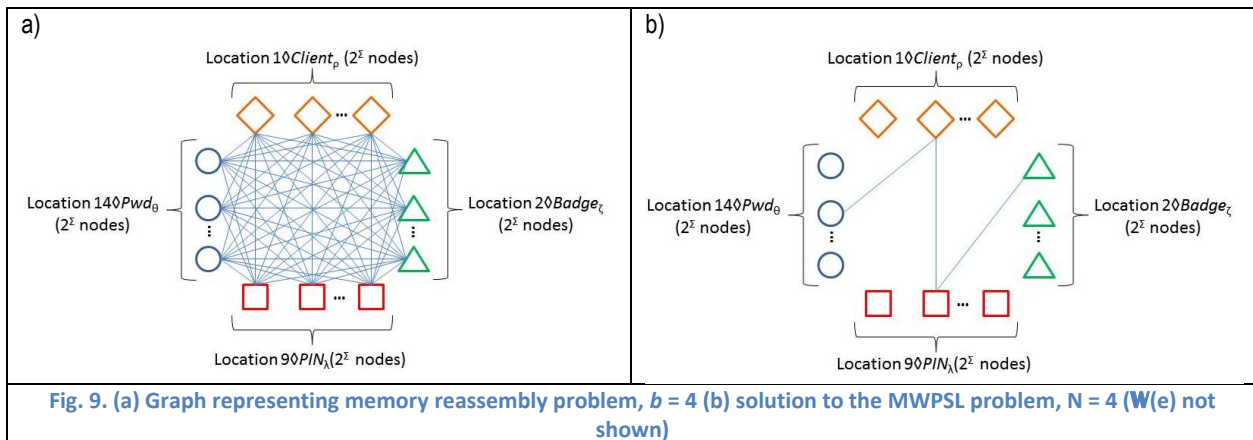 a)
Location 1◊Client_ρ (2^Σ nodes)
...
Location 14◊Pwd_θ
(2^Σ nodes)
Location 2◊Badge_ζ
(2^Σ nodes)
...
Location 9◊PIN_λ(2^Σ nodes)
b)
Location 1◊Client_ρ (2^Σ nodes)
...
Location 14◊Pwd_θ
(2^Σ nodes)
Location 2◊Badge_ζ
(2^Σ nodes)
...
Location 9◊PIN_λ(2^Σ nodes)
Fig. 9. (a) Graph representing memory reassembly problem, b = 4 (b) solution to the MWPSL problem, N = 4 (𝕎(e) not
shown)